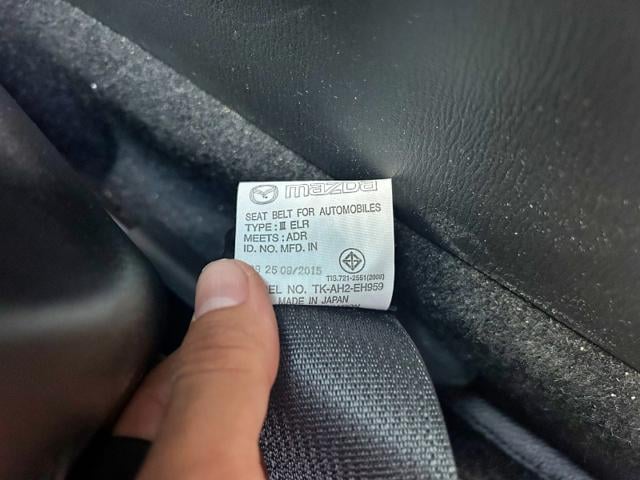 mazda
SEAT BELT FOR AUTOMOBILES
TYPE : III ELR
MEETS : ADR
ID. NO. MFD. IN
25 09/2015
TIS.721-2551(2008)
EL NO. TK-AH2-EH959
MADE IN JAPAN